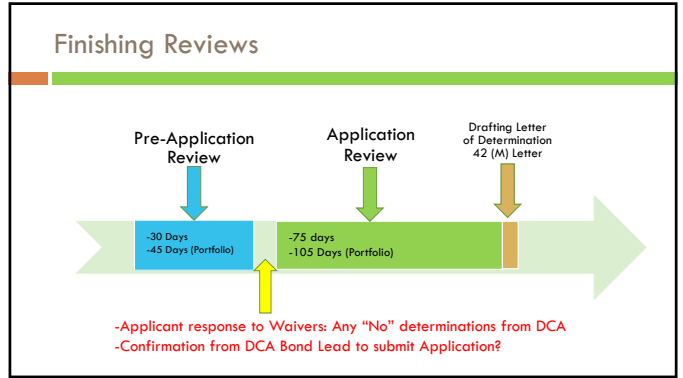 Finishing Reviews
Pre-Application
Review
Application
Review
Drafting Letter
of Determination
42 (M) Letter
-30 Days
-45 Days (Portfolio)
-75 days
-105 Days (Portfolio)
-Applicant response to Waivers: Any “No” determinations from DCA
-Confirmation from DCA Bond Lead to submit Application?